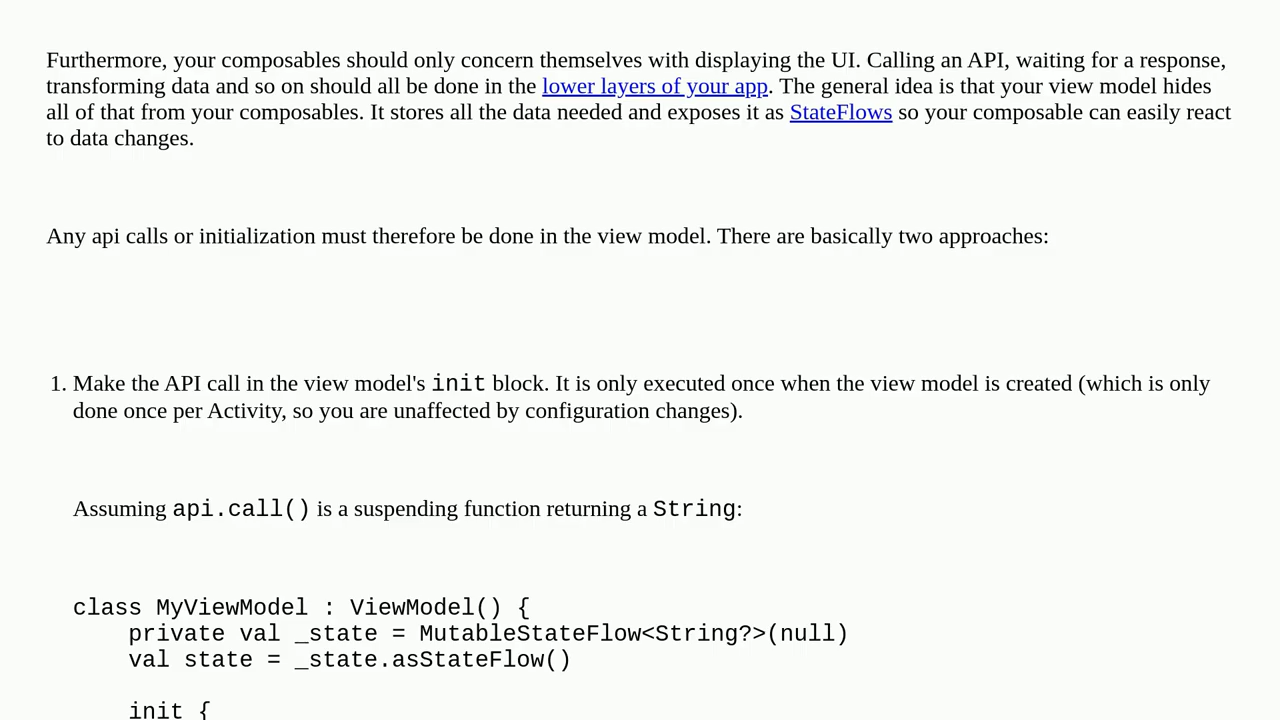 Furthermore, your composables should only concern themselves with displaying the UI. Calling an API, waiting for a response,
transforming data and so on should all be done in the lower layers of your app. The general idea is that your view model hides
all of that from your composables. It stores all the data needed and exposes it as StateFlows so your composable can easily react
to data changes.
Any api calls or initialization must therefore be done in the view model. There are basically two approaches:
1. Make the API call in the view model's init block. It is only executed once when the view model is created (which is only
done once per Activity, so you are unaffected by configuration changes).
Assuming api.call() is a suspending function returning a String:
class MyViewModel : ViewModel() {
    private val _state = MutableStateFlow<String?>(null)
    val state = _state.asStateFlow()
    init {